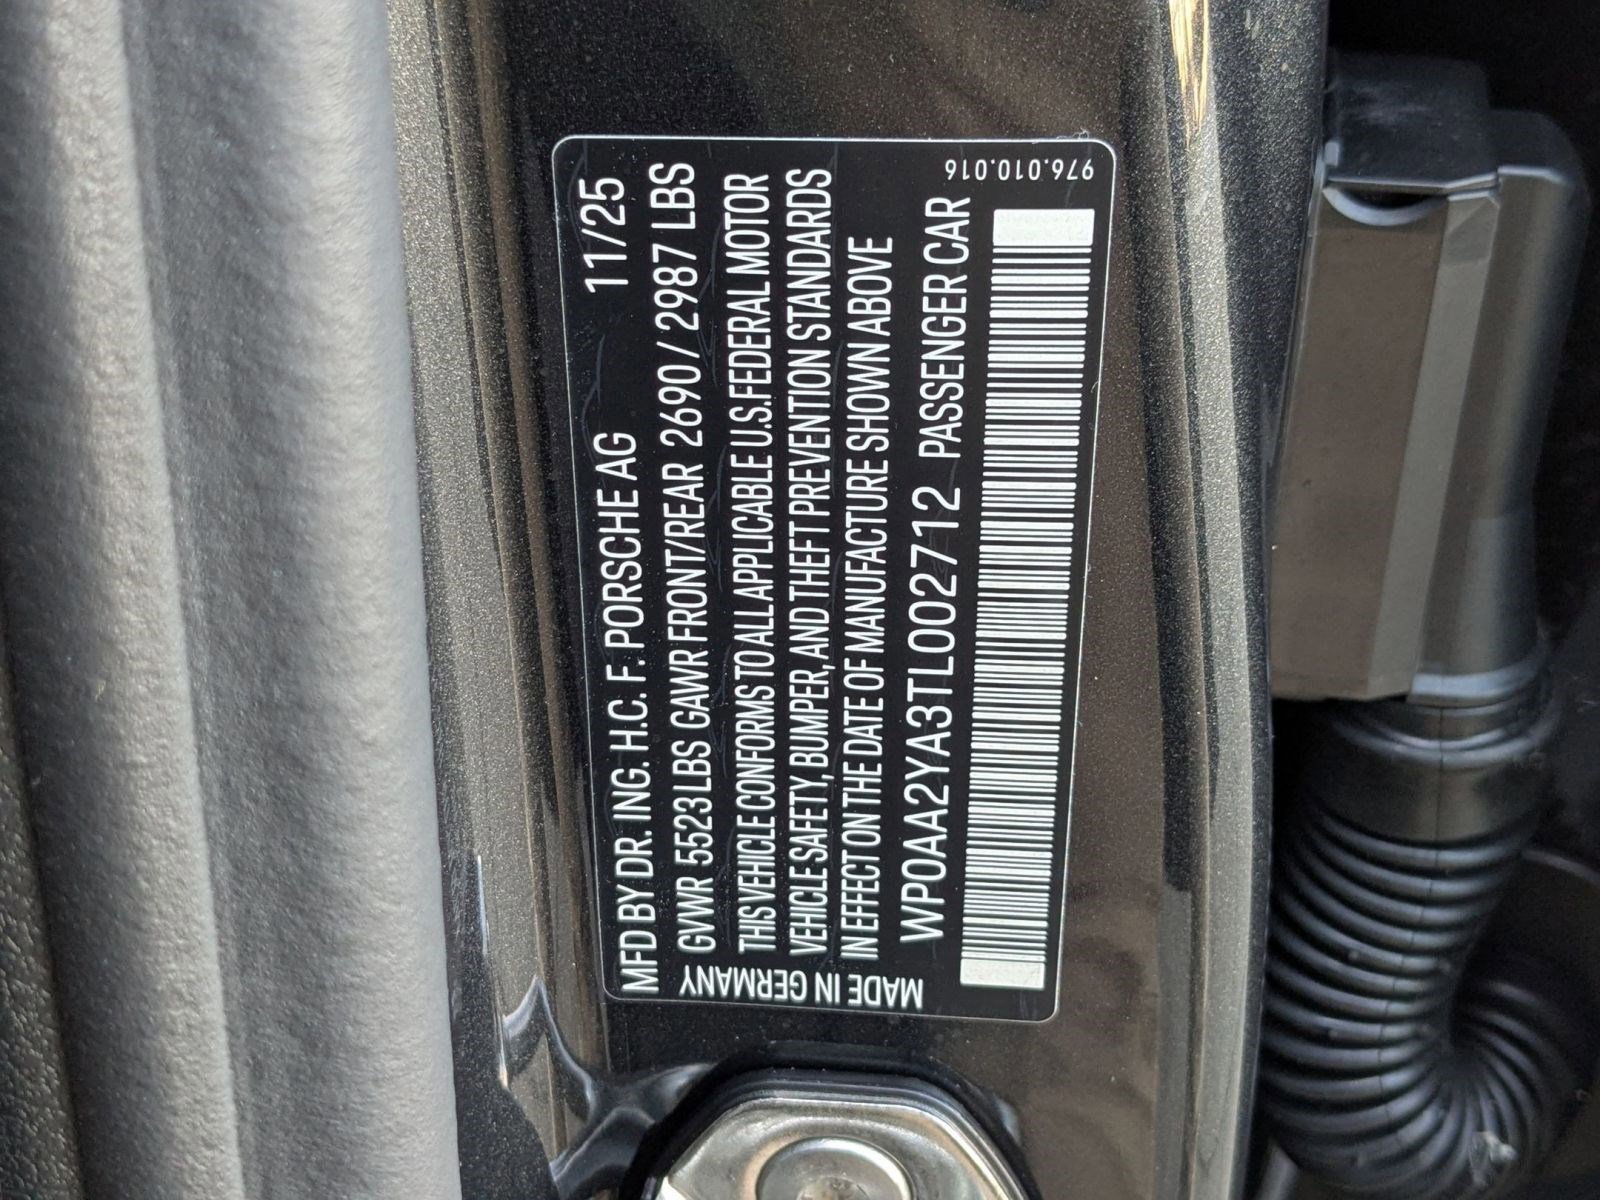 MFD BY DR. ING. H.C. F. PORSCHE AG 11/25
GVWR 5523 LBS GAWR FRONT/REAR 2690 / 2987 LBS
THIS VEHICLE CONFORMS TO ALL APPLICABLE U.S. FEDERAL MOTOR
VEHICLE SAFETY, BUMPER, AND THEFT PREVENTION STANDARDS
IN EFFECT ON THE DATE OF MANUFACTURE SHOWN ABOVE
WP0AA2YA3TL002712 PASSENGER CAR
MADE IN GERMANY
976.010.016